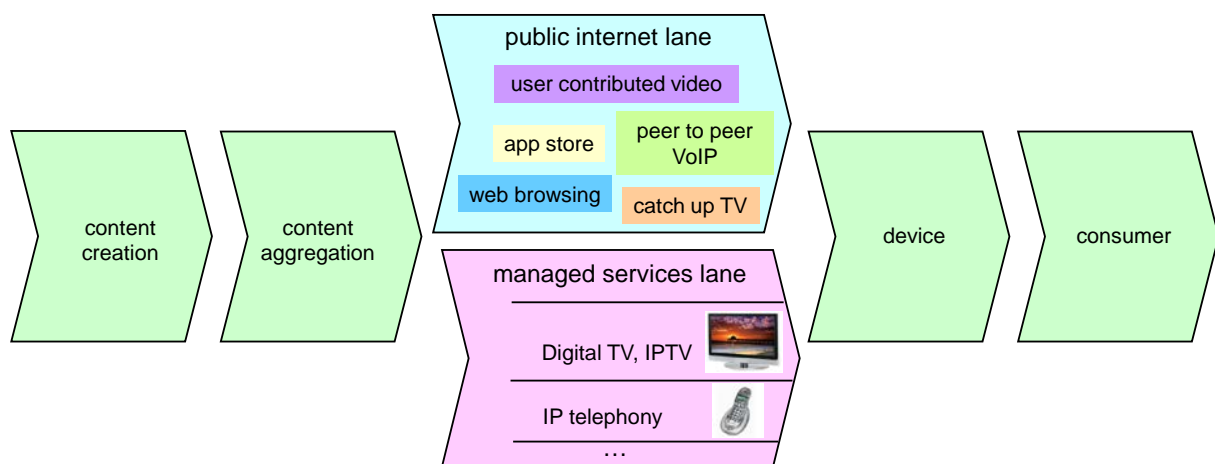 content
creation
content
aggregation
public internet lane
user contributed video
app store
peer to peer
VoIP
web browsing
catch up TV
managed services lane
Digital TV, IPTV
IP telephony
…
device
consumer